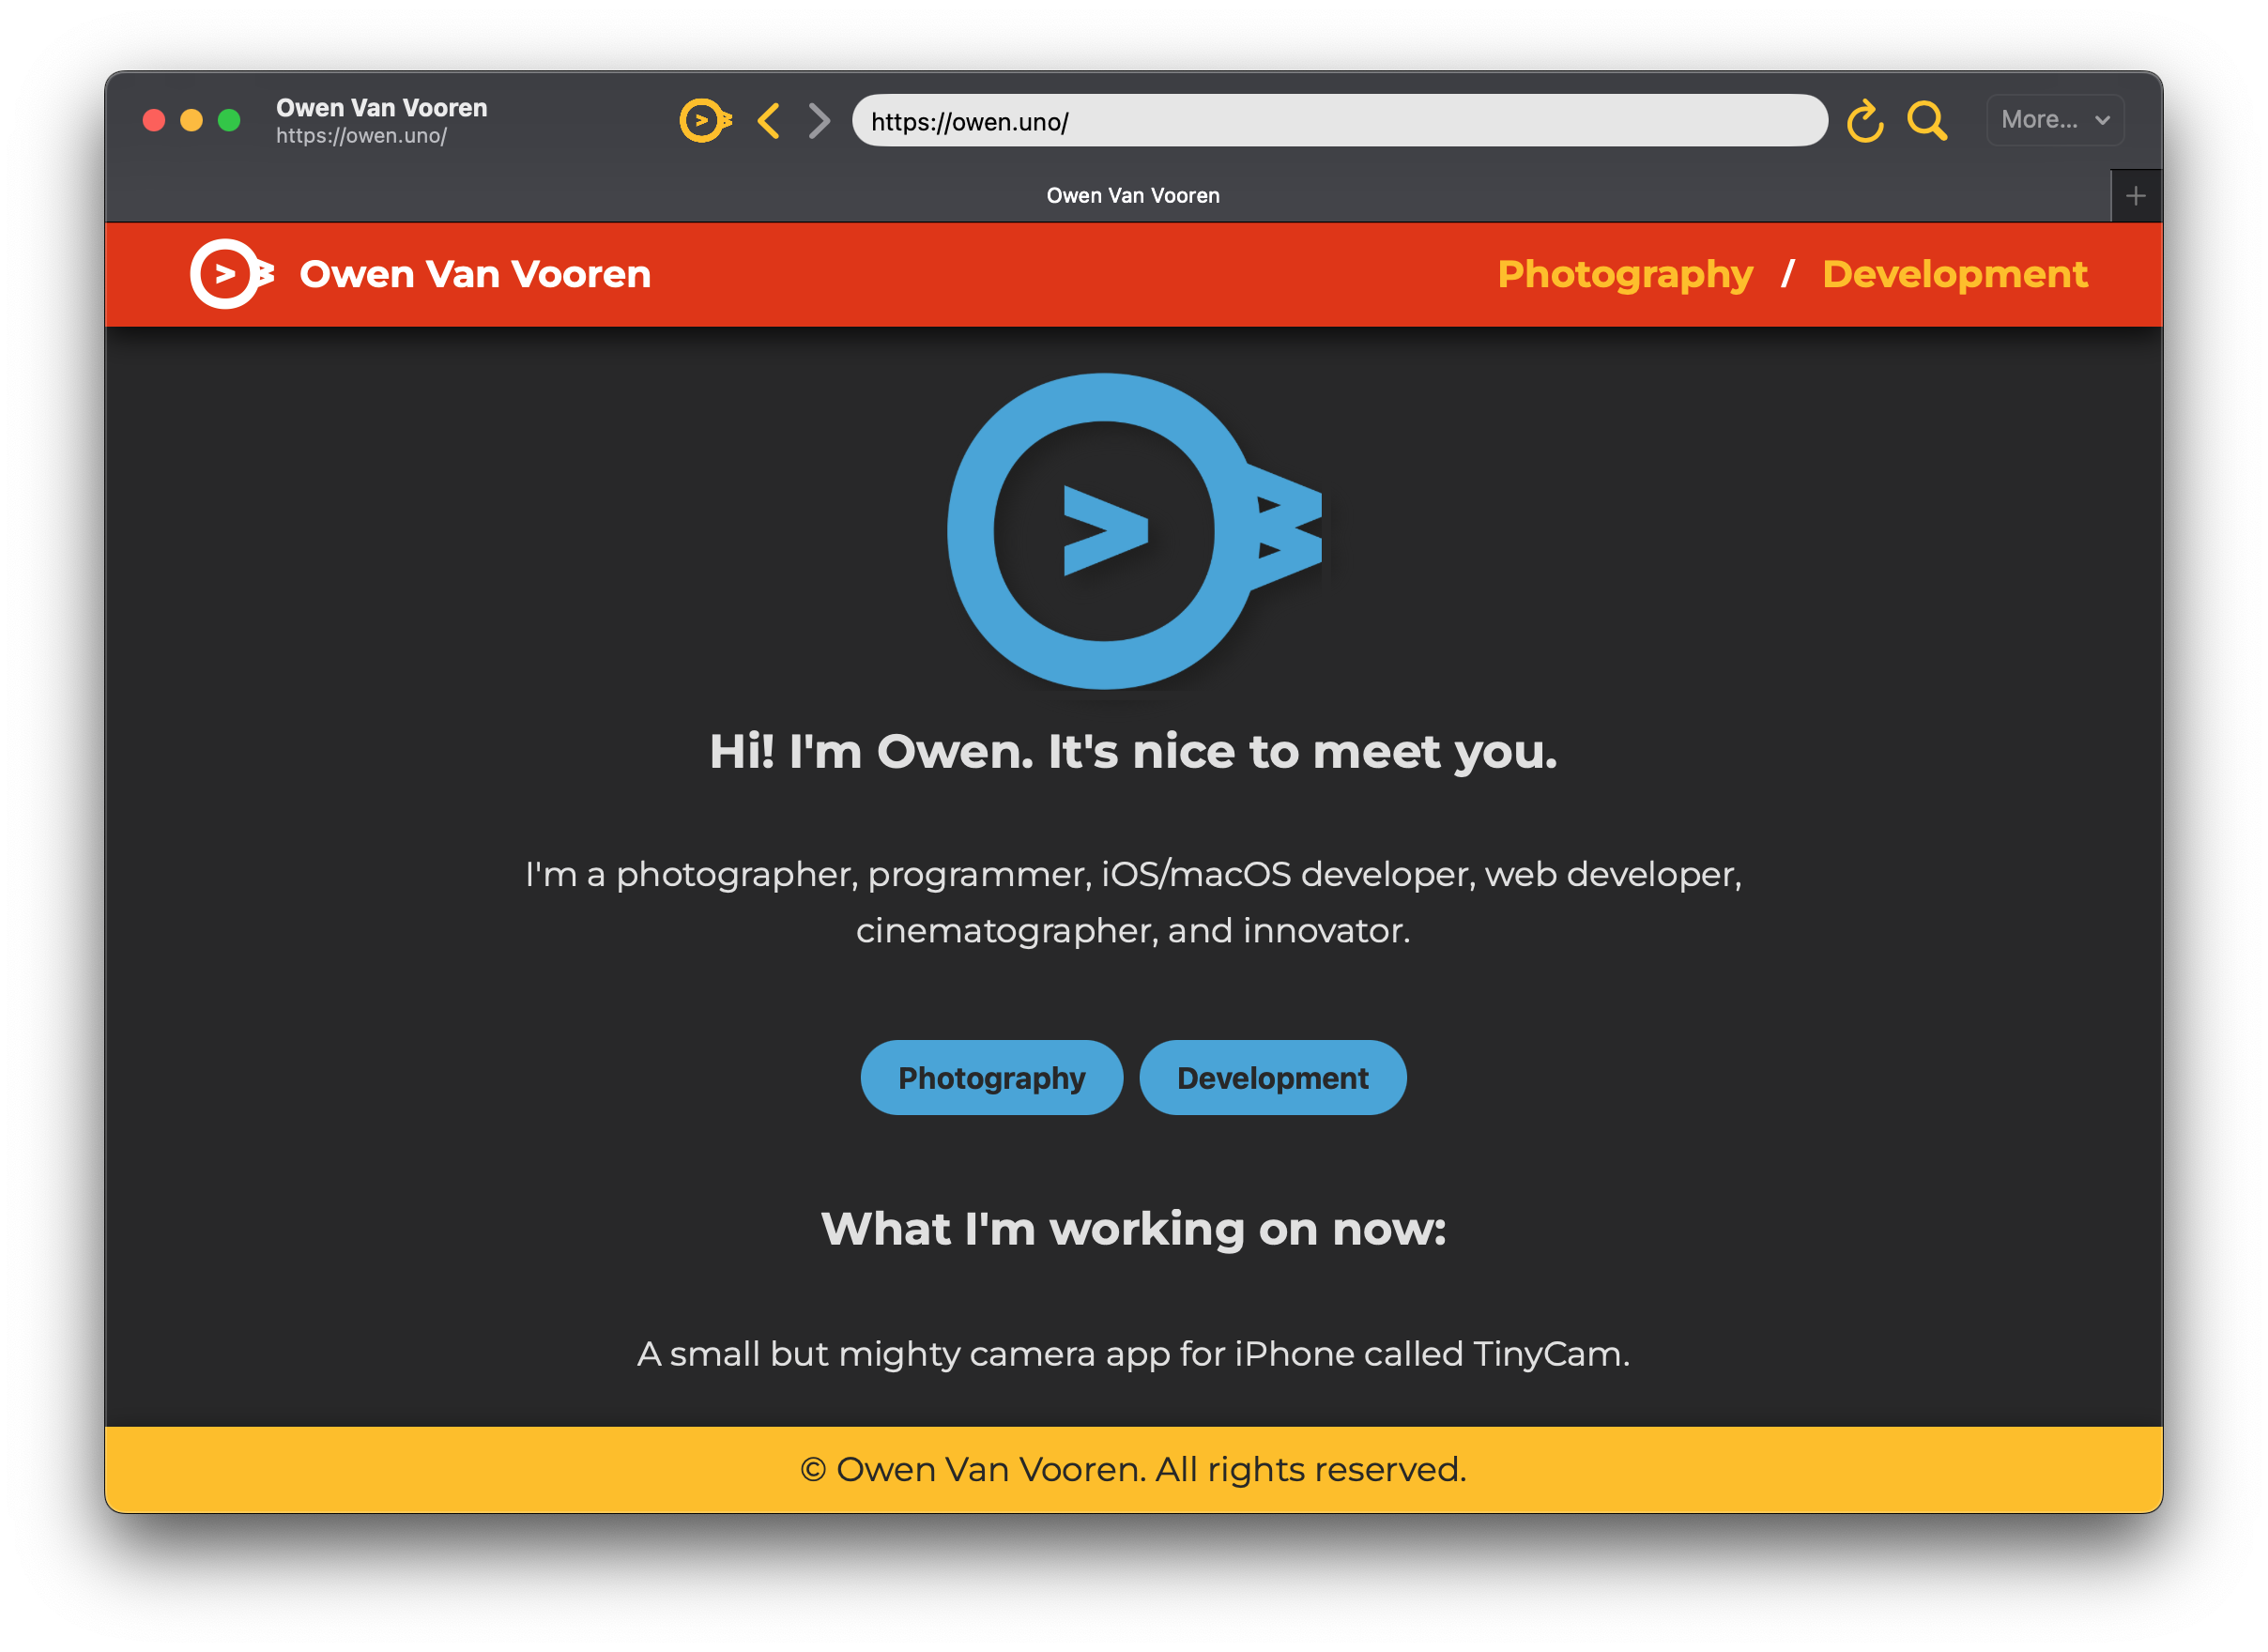 Owen Van Vooren
https://owen.uno/
https://owen.uno/
More...
Owen Van Vooren
Owen Van Vooren
Photography / Development
Hi! I'm Owen. It's nice to meet you.
I'm a photographer, programmer, iOS/macOS developer, web developer,
cinematographer, and innovator.
Photography
Development
What I'm working on now:
A small but mighty camera app for iPhone called TinyCam.
© Owen Van Vooren. All rights reserved.